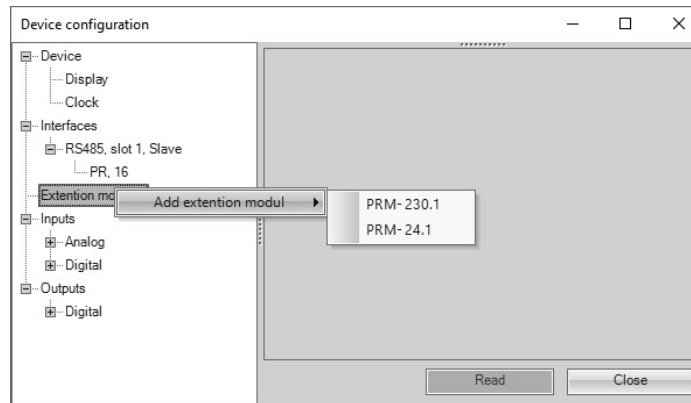 Device configuration
Device
Display
Clock
Interfaces
RS485, slot 1, Slave
PR, 16
Extention
Add extention modul
PRM-230.1
PRM-24.1
Inputs
Analog
Digital
Outputs
Digital
Read
Close